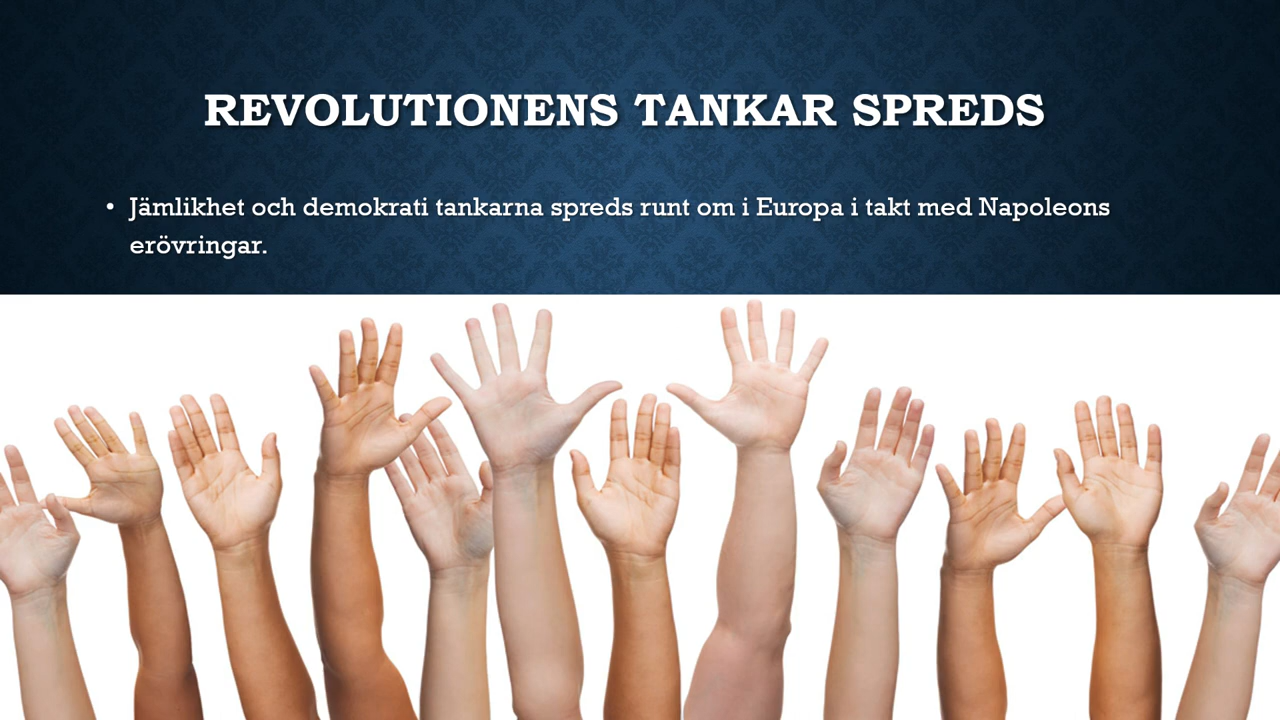 REVOLUTIONENS TANKAR SPREDS
• Jämlikhet och demokrati tankarna spreds runt om i Europa i takt med Napoleons
erövringar.